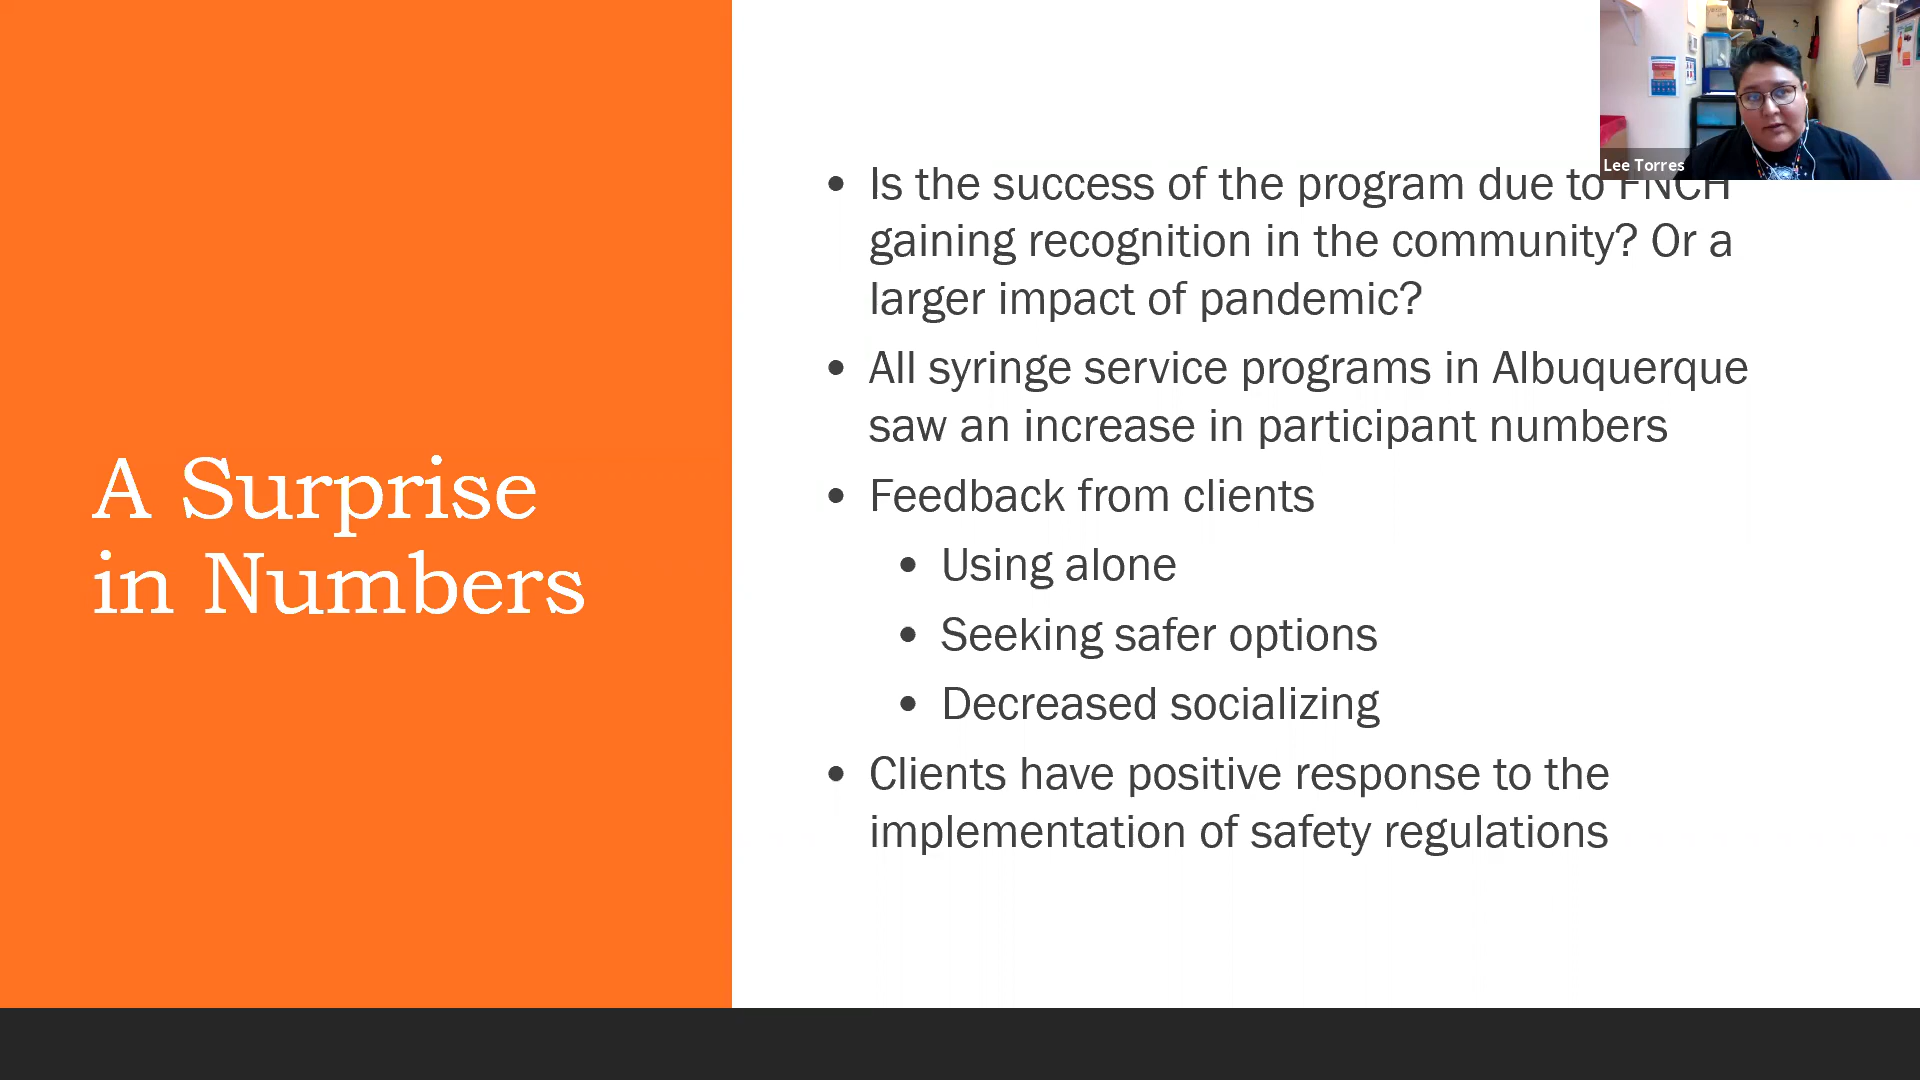 Lee Torres
A Surprise
in Numbers
• Is the success of the program due to FNCH
gaining recognition in the community? Or a
larger impact of pandemic?
• All syringe service programs in Albuquerque
saw an increase in participant numbers
• Feedback from clients
• Using alone
• Seeking safer options
• Decreased socializing
• Clients have positive response to the
implementation of safety regulations